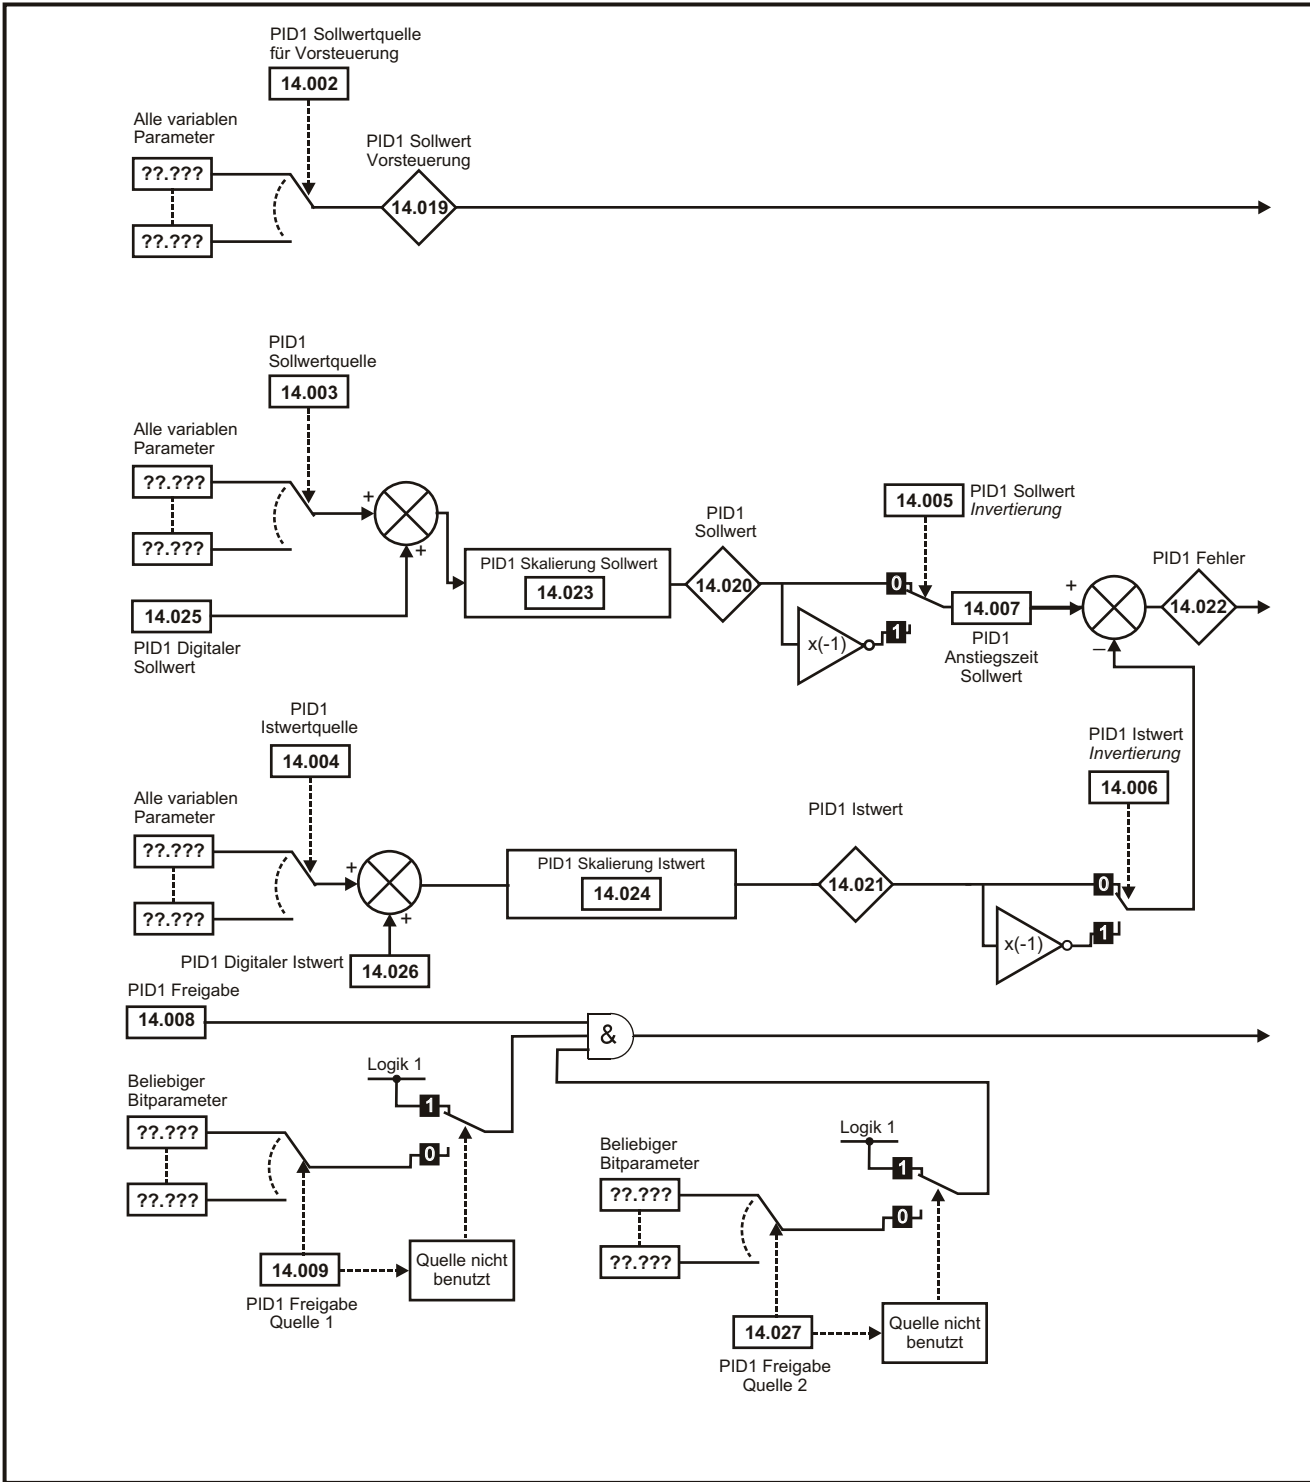 PID1 Sollwertquelle
für Vorsteuerung
14.002
Alle variablen
Parameter
??.???
??.???
PID1 Sollwert
Vorsteuerung
14.019
PID1
Sollwertquelle
14.003
Alle variablen
Parameter
??.???
??.???
+
+
14.025
PID1 Digitaler
Sollwert
PID1 Skalierung Sollwert
14.023
PID1
Sollwert
14.020
x(-1)
14.005
PID1 Sollwert
Invertierung
0
1
14.007
PID1
Anstiegszeit
Sollwert
+
–
PID1 Fehler
14.022
PID1
Istwertquelle
14.004
Alle variablen
Parameter
??.???
??.???
+
+
PID1 Digitaler Istwert
14.026
PID1 Skalierung Istwert
14.024
PID1 Istwert
14.021
x(-1)
PID1 Istwert
Invertierung
14.006
0
1
PID1 Freigabe
14.008
&
Logik 1
1
0
Beliebiger
Bitparameter
??.???
??.???
14.009
PID1 Freigabe
Quelle 1
Quelle nicht
benutzt
Beliebiger
Bitparameter
??.???
??.???
Logik 1
1
0
14.027
PID1 Freigabe
Quelle 2
Quelle nicht
benutzt